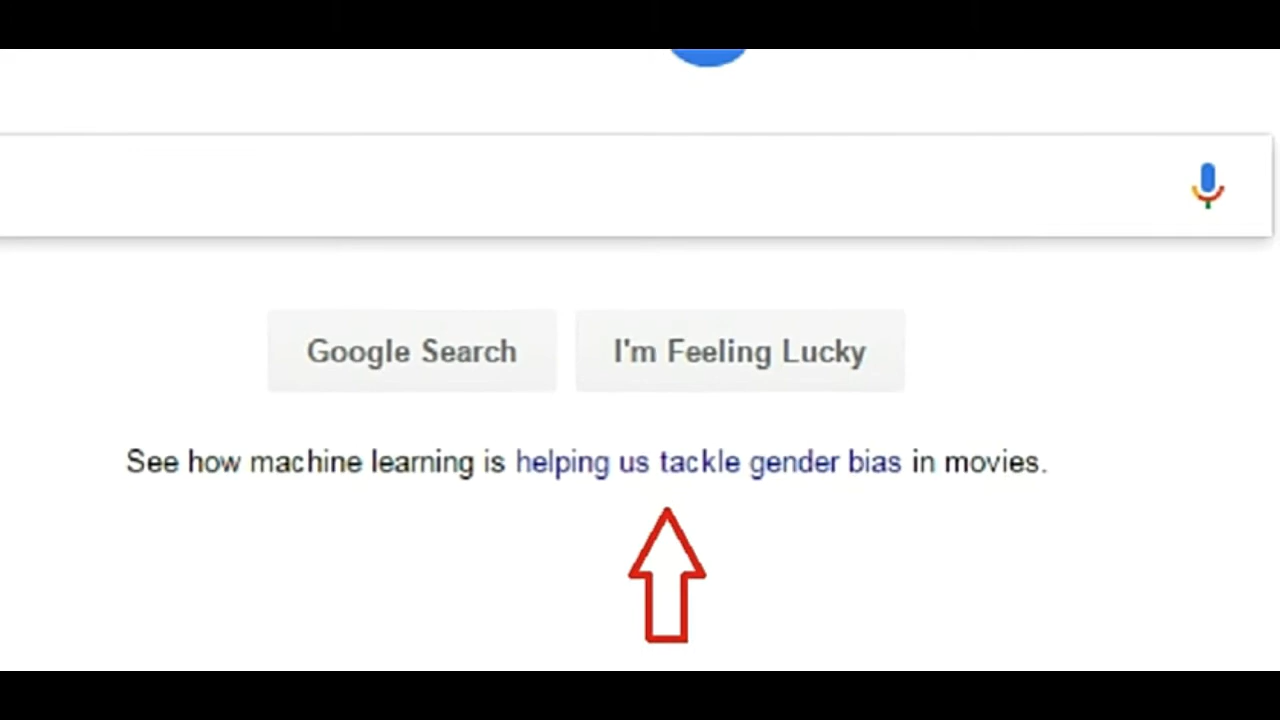 Google Search I'm Feeling Lucky
See how machine learning is helping us tackle gender bias in movies.